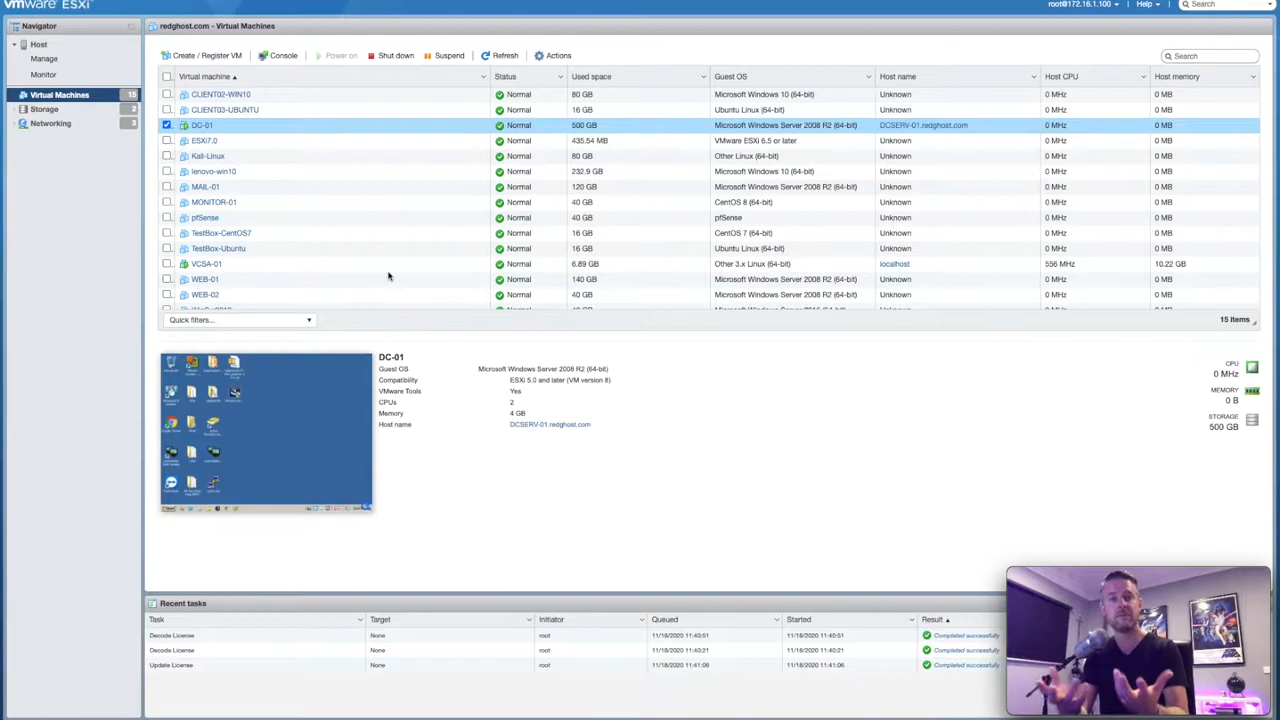 vmware ESXi
root@172.16.1.100 Help Search
Navigator
Host
Manage
Monitor
Virtual Machines 15
Storage 2
Networking 3
redghost.com - Virtual Machines
Create / Register VM Console Power on Shut down Suspend Refresh Actions Search
Virtual machine Status Used space Guest OS Host name Host CPU Host memory
CLIENT02-WIN10 Normal 80 GB Microsoft Windows 10 (64-bit) Unknown 0 MHz 0 MB
CLIENT03-UBUNTU Normal 16 GB Ubuntu Linux (64-bit) Unknown 0 MHz 0 MB
DC-01 Normal 500 GB Microsoft Windows Server 2008 R2 (64-bit) DCSERV-01.redghost.com 0 MHz 0 MB
ESXi7.0 Normal 435.54 MB VMware ESXi 6.5 or later Unknown 0 MHz 0 MB
Kali-Linux Normal 80 GB Other Linux (64-bit) Unknown 0 MHz 0 MB
lenovo-win10 Normal 232.9 GB Microsoft Windows 10 (64-bit) Unknown 0 MHz 0 MB
MAIL-01 Normal 120 GB Microsoft Windows Server 2008 R2 (64-bit) Unknown 0 MHz 0 MB
MONITOR-01 Normal 40 GB CentOS 8 (64-bit) Unknown 0 MHz 0 MB
pfSense Normal 40 GB pfSense Unknown 0 MHz 0 MB
TestBox-CentOS7 Normal 16 GB CentOS 7 (64-bit) Unknown 0 MHz 0 MB
TestBox-Ubuntu Normal 16 GB Ubuntu Linux (64-bit) Unknown 0 MHz 0 MB
VCSA-01 Normal 6.89 GB Other 3.x Linux (64-bit) localhost 556 MHz 10.22 GB
WEB-01 Normal 140 GB Microsoft Windows Server 2008 R2 (64-bit) Unknown 0 MHz 0 MB
WEB-02 Normal 40 GB Microsoft Windows Server 2008 R2 (64-bit) Unknown 0 MHz 0 MB
Quick filters... 15 items
DC-01
Guest OS Microsoft Windows Server 2008 R2 (64-bit)
Compatibility ESXi 5.0 and later (VM version 8)
VMware Tools Yes
CPUs 2
Memory 4 GB
Host name DCSERV-01.redghost.com
CPU
0 MHz
MEMORY
0 B
STORAGE
500 GB
Recent tasks
Task Target Initiator Queued Started Result
Decode License None root 11/18/2020 11:40:51 11/18/2020 11:40:51 Completed successfully
Decode License None root 11/18/2020 11:40:21 11/18/2020 11:40:21 Completed successfully
Update License None root 11/18/2020 11:41:06 11/18/2020 11:41:06 Completed successfully